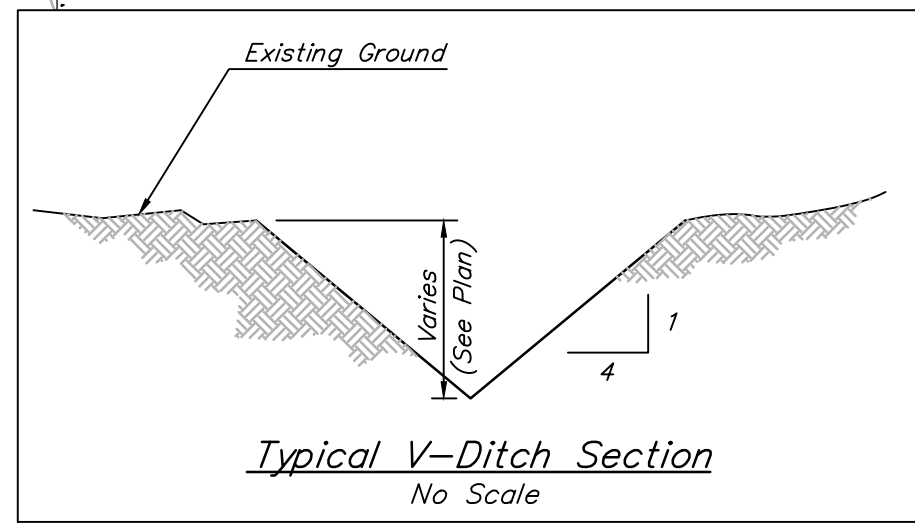 Existing Ground
Varies
(See Plan)
1
4
Typical V-Ditch Section
No Scale